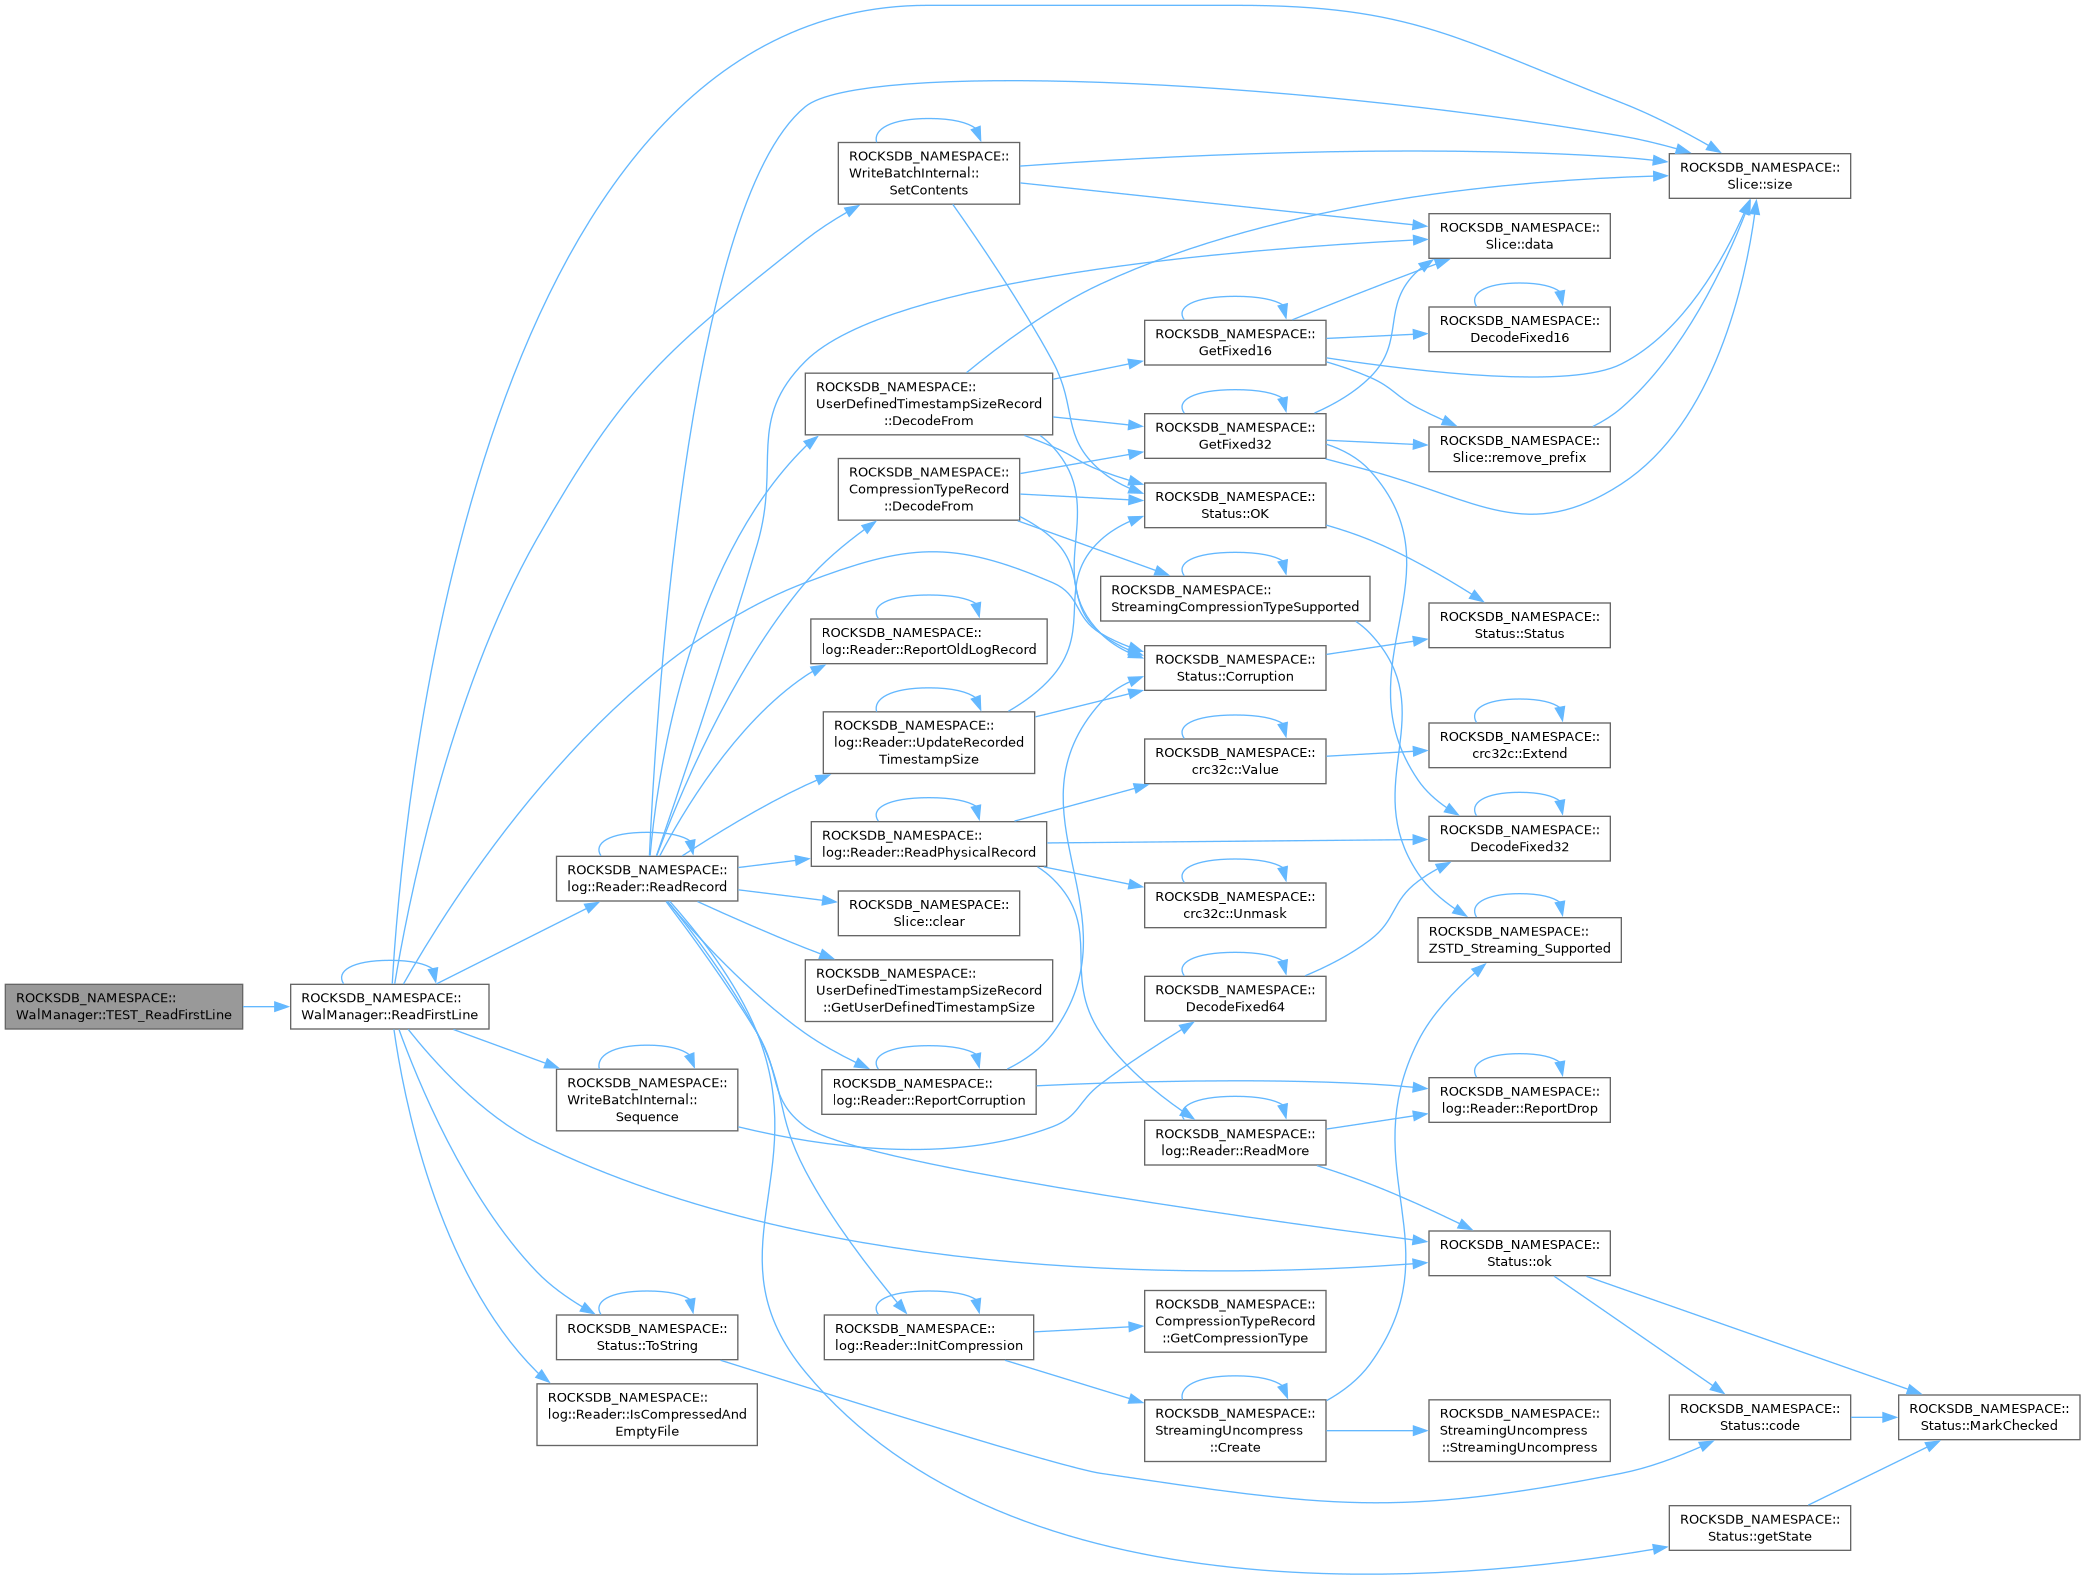 ROCKSDB_NAMESPACE::
WalManager::TEST_ReadFirstLine
ROCKSDB_NAMESPACE::
WalManager::ReadFirstLine
ROCKSDB_NAMESPACE::
log::Reader::ReadRecord
ROCKSDB_NAMESPACE::
WriteBatchInternal::
Sequence
ROCKSDB_NAMESPACE::
Status::ToString
ROCKSDB_NAMESPACE::
log::Reader::IsCompressedAnd
EmptyFile
ROCKSDB_NAMESPACE::
WriteBatchInternal::
SetContents
ROCKSDB_NAMESPACE::
UserDefinedTimestampSizeRecord
::DecodeFrom
ROCKSDB_NAMESPACE::
CompressionTypeRecord
::DecodeFrom
ROCKSDB_NAMESPACE::
log::Reader::ReportOldLogRecord
ROCKSDB_NAMESPACE::
log::Reader::UpdateRecorded
TimestampSize
ROCKSDB_NAMESPACE::
log::Reader::ReadPhysicalRecord
ROCKSDB_NAMESPACE::
Slice::clear
ROCKSDB_NAMESPACE::
UserDefinedTimestampSizeRecord
::GetUserDefinedTimestampSize
ROCKSDB_NAMESPACE::
log::Reader::ReportCorruption
ROCKSDB_NAMESPACE::
log::Reader::InitCompression
ROCKSDB_NAMESPACE::
GetFixed16
ROCKSDB_NAMESPACE::
GetFixed32
ROCKSDB_NAMESPACE::
Status::OK
ROCKSDB_NAMESPACE::
StreamingCompressionTypeSupported
ROCKSDB_NAMESPACE::
Status::Corruption
ROCKSDB_NAMESPACE::
crc32c::Value
ROCKSDB_NAMESPACE::
crc32c::Unmask
ROCKSDB_NAMESPACE::
DecodeFixed64
ROCKSDB_NAMESPACE::
log::Reader::ReadMore
ROCKSDB_NAMESPACE::
CompressionTypeRecord
::GetCompressionType
ROCKSDB_NAMESPACE::
StreamingUncompress
::Create
ROCKSDB_NAMESPACE::
Slice::data
ROCKSDB_NAMESPACE::
DecodeFixed16
ROCKSDB_NAMESPACE::
Slice::remove_prefix
ROCKSDB_NAMESPACE::
Status::Status
ROCKSDB_NAMESPACE::
crc32c::Extend
ROCKSDB_NAMESPACE::
DecodeFixed32
ROCKSDB_NAMESPACE::
ZSTD_Streaming_Supported
ROCKSDB_NAMESPACE::
log::Reader::ReportDrop
ROCKSDB_NAMESPACE::
Status::ok
ROCKSDB_NAMESPACE::
StreamingUncompress
::StreamingUncompress
ROCKSDB_NAMESPACE::
Slice::size
ROCKSDB_NAMESPACE::
Status::code
ROCKSDB_NAMESPACE::
Status::getState
ROCKSDB_NAMESPACE::
Status::MarkChecked